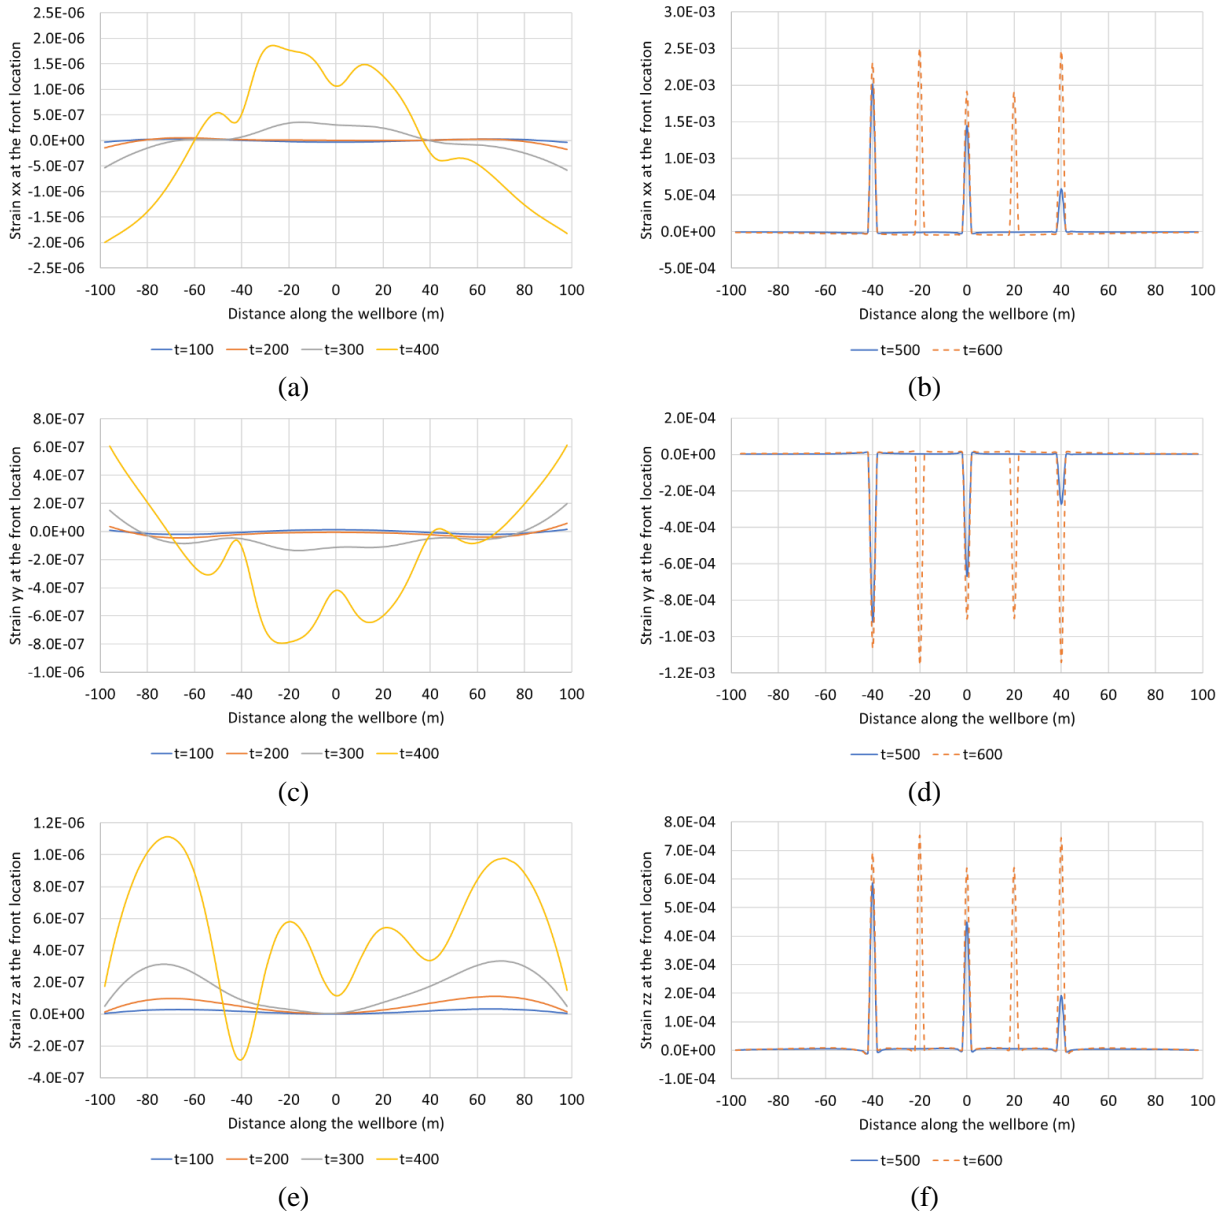 2.5E-06
2.0E-06
1.5E-06
1.0E-06
5.0E-07
0.0E+00
-5.0E-07
-1.0E-06
-1.5E-06
-2.0E-06
-2.5E-06
Strain xx at the front location
-100 -80 -60 -40 -20 0 20 40 60 80 100
Distance along the wellbore (m)
t=100 t=200 t=300 t=400
(a)
3.0E-03
2.5E-03
2.0E-03
1.5E-03
1.0E-03
5.0E-04
0.0E+00
-5.0E-04
Strain xx at the front location
-100 -80 -60 -40 -20 0 20 40 60 80 100
Distance along the wellbore (m)
t=500 t=600
(b)
8.0E-07
6.0E-07
4.0E-07
2.0E-07
0.0E+00
-2.0E-07
-4.0E-07
-6.0E-07
-8.0E-07
-1.0E-06
Strain yy at the front location
-100 -80 -60 -40 -20 0 20 40 60 80 100
Distance along the wellbore (m)
t=100 t=200 t=300 t=400
(c)
2.0E-04
0.0E+00
-2.0E-04
-4.0E-04
-6.0E-04
-8.0E-04
-1.0E-03
-1.2E-03
Strain yy at the front location
-100 -80 -60 -40 -20 0 20 40 60 80 100
Distance along the wellbore (m)
t=500 t=600
(d)
1.2E-06
1.0E-06
8.0E-07
6.0E-07
4.0E-07
2.0E-07
0.0E+00
-2.0E-07
-4.0E-07
Strain zz at the front location
-100 -80 -60 -40 -20 0 20 40 60 80 100
Distance along the wellbore (m)
t=100 t=200 t=300 t=400
(e)
8.0E-04
7.0E-04
6.0E-04
5.0E-04
4.0E-04
3.0E-04
2.0E-04
1.0E-04
0.0E+00
-1.0E-04
Strain zz at the front location
-100 -80 -60 -40 -20 0 20 40 60 80 100
Distance along the wellbore (m)
t=500 t=600
(f)